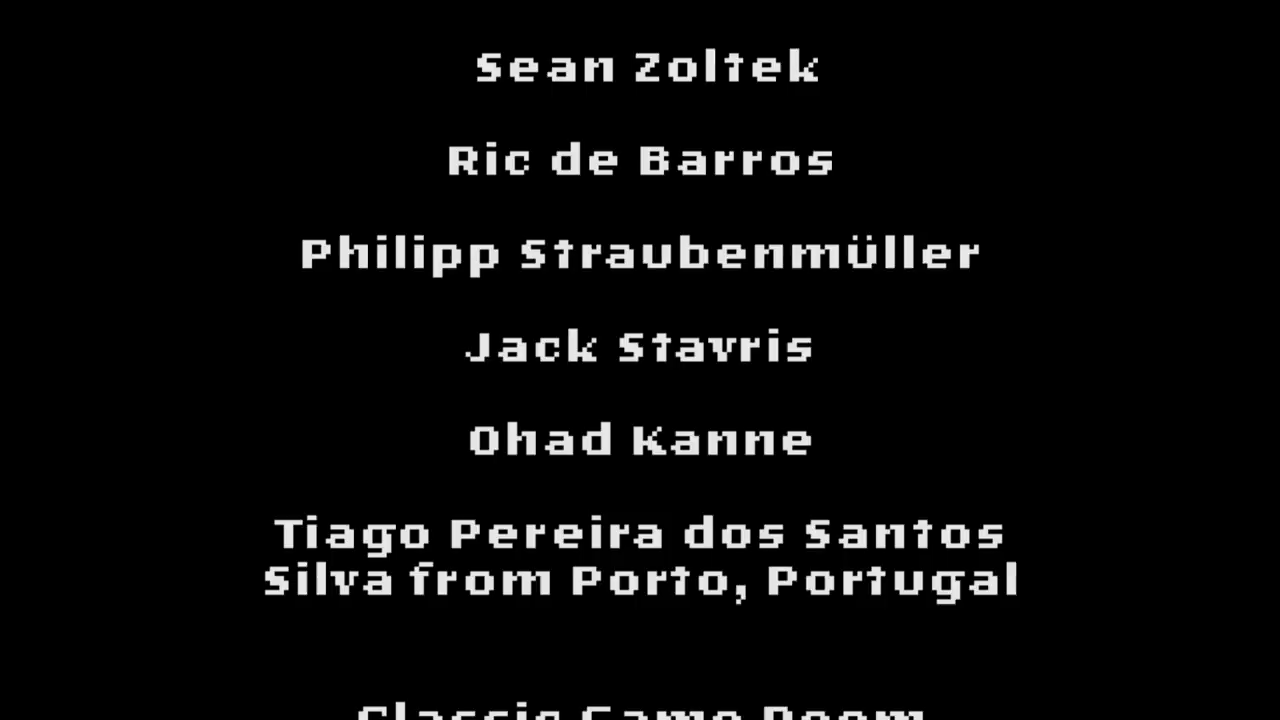 Sean Zoltek
Ric de Barros
Philipp Straubenmüller
Jack Stavris
Ohad Kanne
Tiago Pereira dos Santos
Silva from Porto, Portugal
Classic Game Room